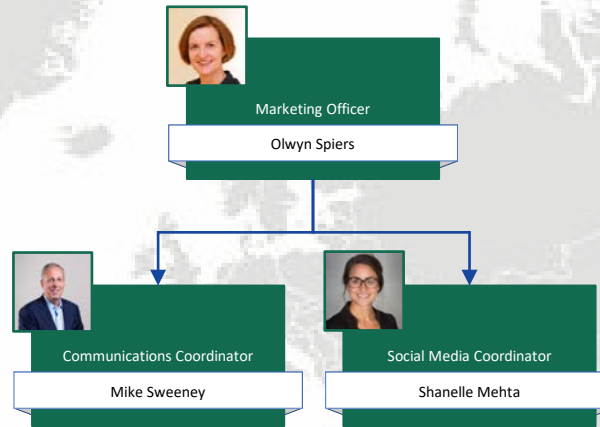 Marketing Officer
Olwyn Spiers
Communications Coordinator
Mike Sweeney
Social Media Coordinator
Shanelle Mehta